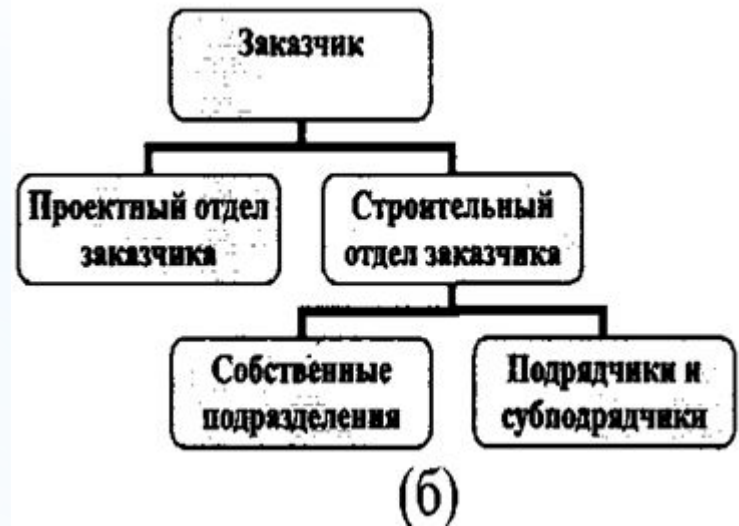 Заказчик
Проектный отдел
заказчика
Строительный
отдел заказчика
Собственные
подразделения
Подрядчики и
субподрядчики
(б)